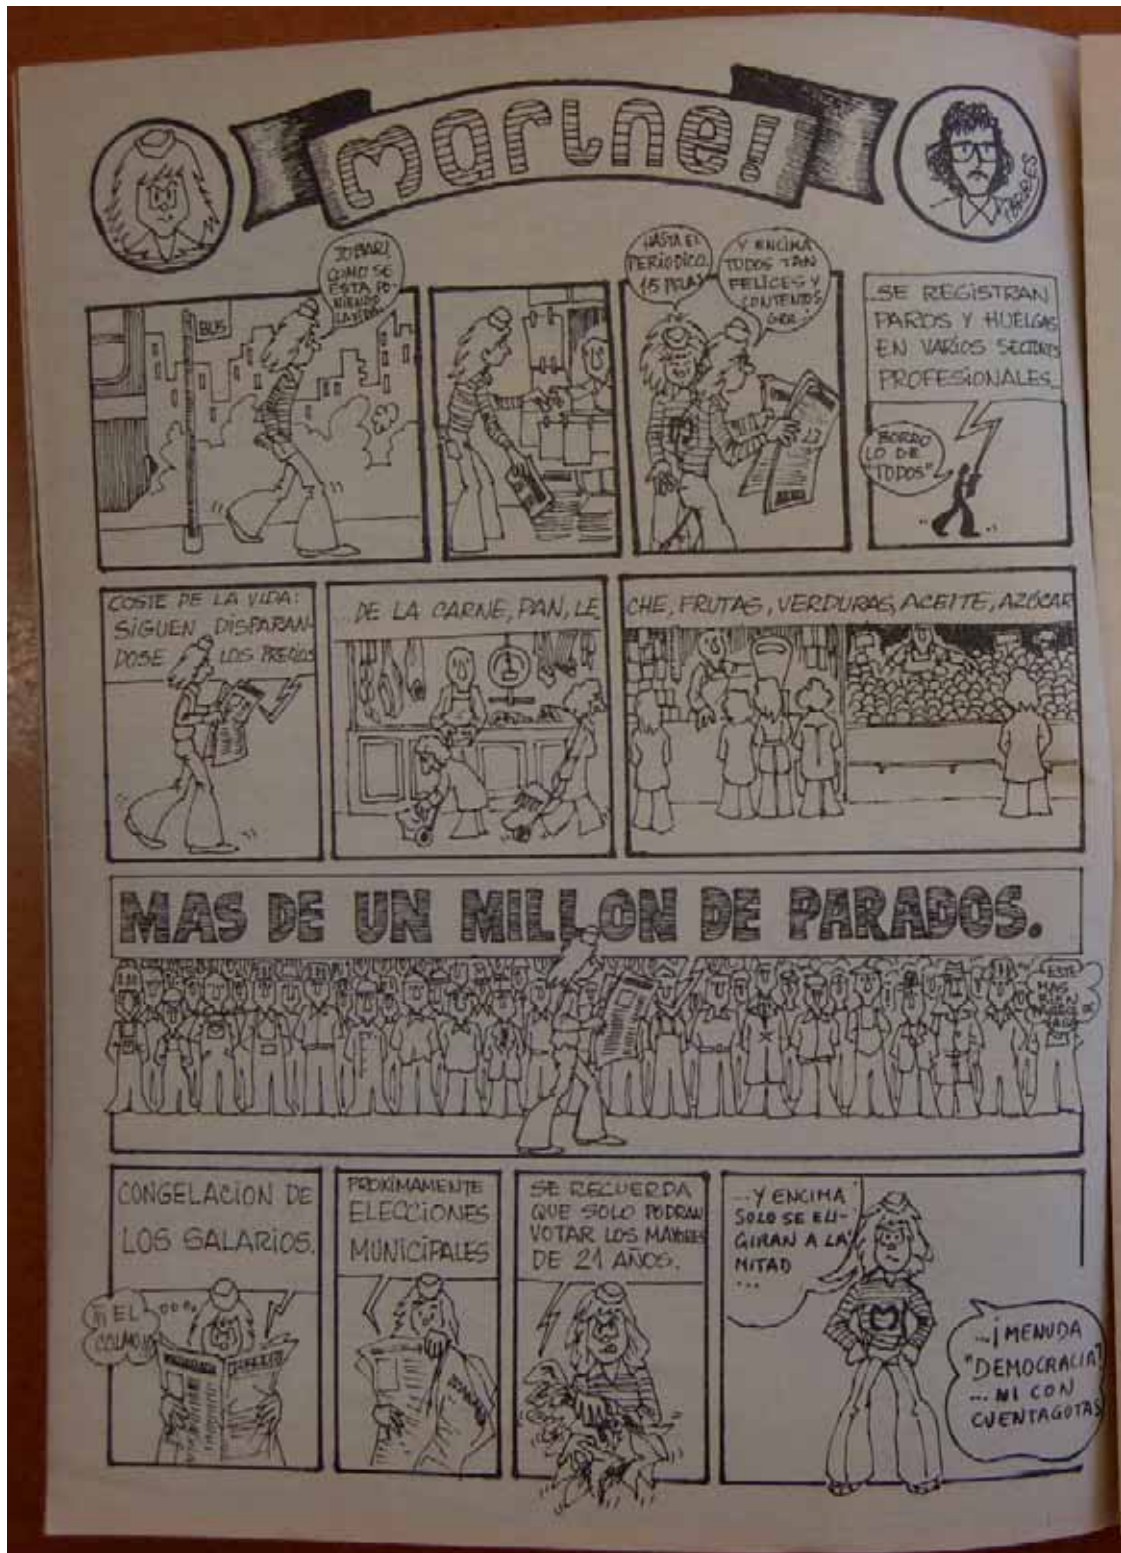 Marlne!
JOBAR!,
COMO SE
ESTA PO
NIENDO
LA VIDA
BUS
HASTA EL
PERIODICO
15 PELAS
Y ENCIMA
TODOS TAN
FELICES Y
CONTENTOS
..SE REGISTRAN
PAROS Y HUELGAS
EN VARIOS SECTORES
PROFESIONALES..
BORRO
LO DE
"TODOS"
COSTE DE LA VIDA:
SIGUEN DISPARAN
DOSE LOS PRECIOS
..DE LA CARNE, PAN, LE
CHE, FRUTAS, VERDURAS, ACEITE, AZÚCAR
MAS DE UN MILLON DE PARADOS.
ESTE
MAS
BIEN
CONGELACION DE
LOS SALARIOS.
¡¡EL
COLMO!!
PROXIMAMENTE
ELECCIONES
MUNICIPALES
SE RECUERDA
QUE SOLO PODRAN
VOTAR LOS MAYORES
DE 21 AÑOS.
...Y ENCIMA
SOLO SE ELI-
GIRAN A LA
MITAD
...
...¡MENUDA
"DEMOCRACIA"!
... NI CON
CUENTAGOTAS